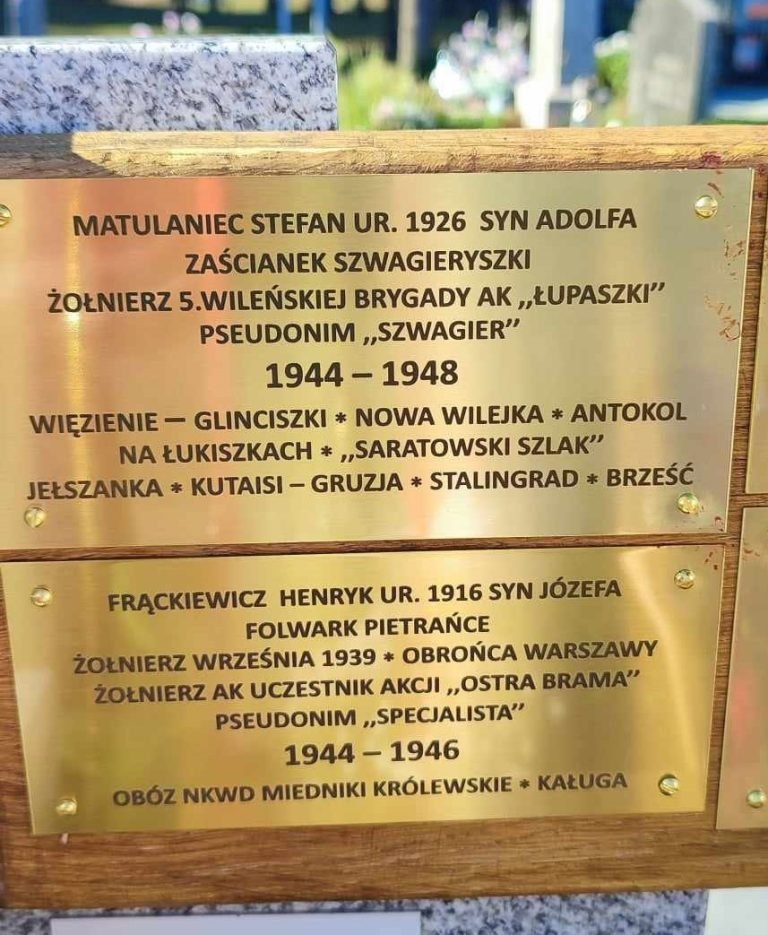 MATULANIEC STEFAN UR. 1926 SYN ADOLFA
ZAŚCIANEK SZWAGIERYSZKI
ŻOŁNIERZ 5.WILEŃSKIEJ BRYGADY AK „ŁUPASZKI”
PSEUDONIM „SZWAGIER”
1944 – 1948
WIĘZIENIE – GLINCISZKI * NOWA WILEJKA * ANTOKOL
NA ŁUKISZKACH * „SARATOWSKI SZLAK”
JEŁSZANKA * KUTAISI – GRUZJA * STALINGRAD * BRZEŚĆ
FRĄCKIEWICZ HENRYK UR. 1916 SYN JÓZEFA
FOLWARK PIETRAŃCE
ŻOŁNIERZ WRZEŚNIA 1939 * OBROŃCA WARSZAWY
ŻOŁNIERZ AK UCZESTNIK AKCJI „OSTRA BRAMA”
PSEUDONIM „SPECJALISTA”
1944 – 1946
OBÓZ NKWD MIEDNIKI KRÓLEWSKIE * KAŁUGA